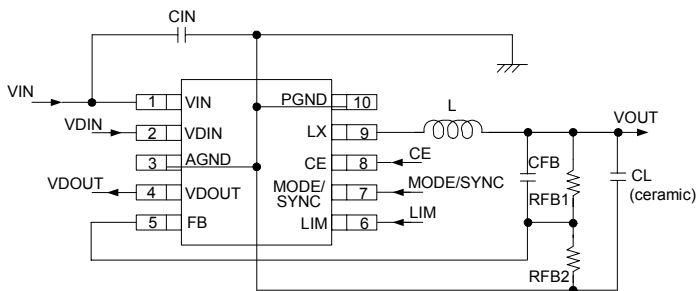 CIN
VIN
1 VIN PGND 10
L
VOUT
VDIN
2 VDIN LX 9
CE
CFB
3 AGND CE 8
RFB1
CL
(ceramic)
VDOUT
4 VDOUT MODE/
SYNC 7
MODE/SYNC
5 FB LIM 6
LIM
RFB2